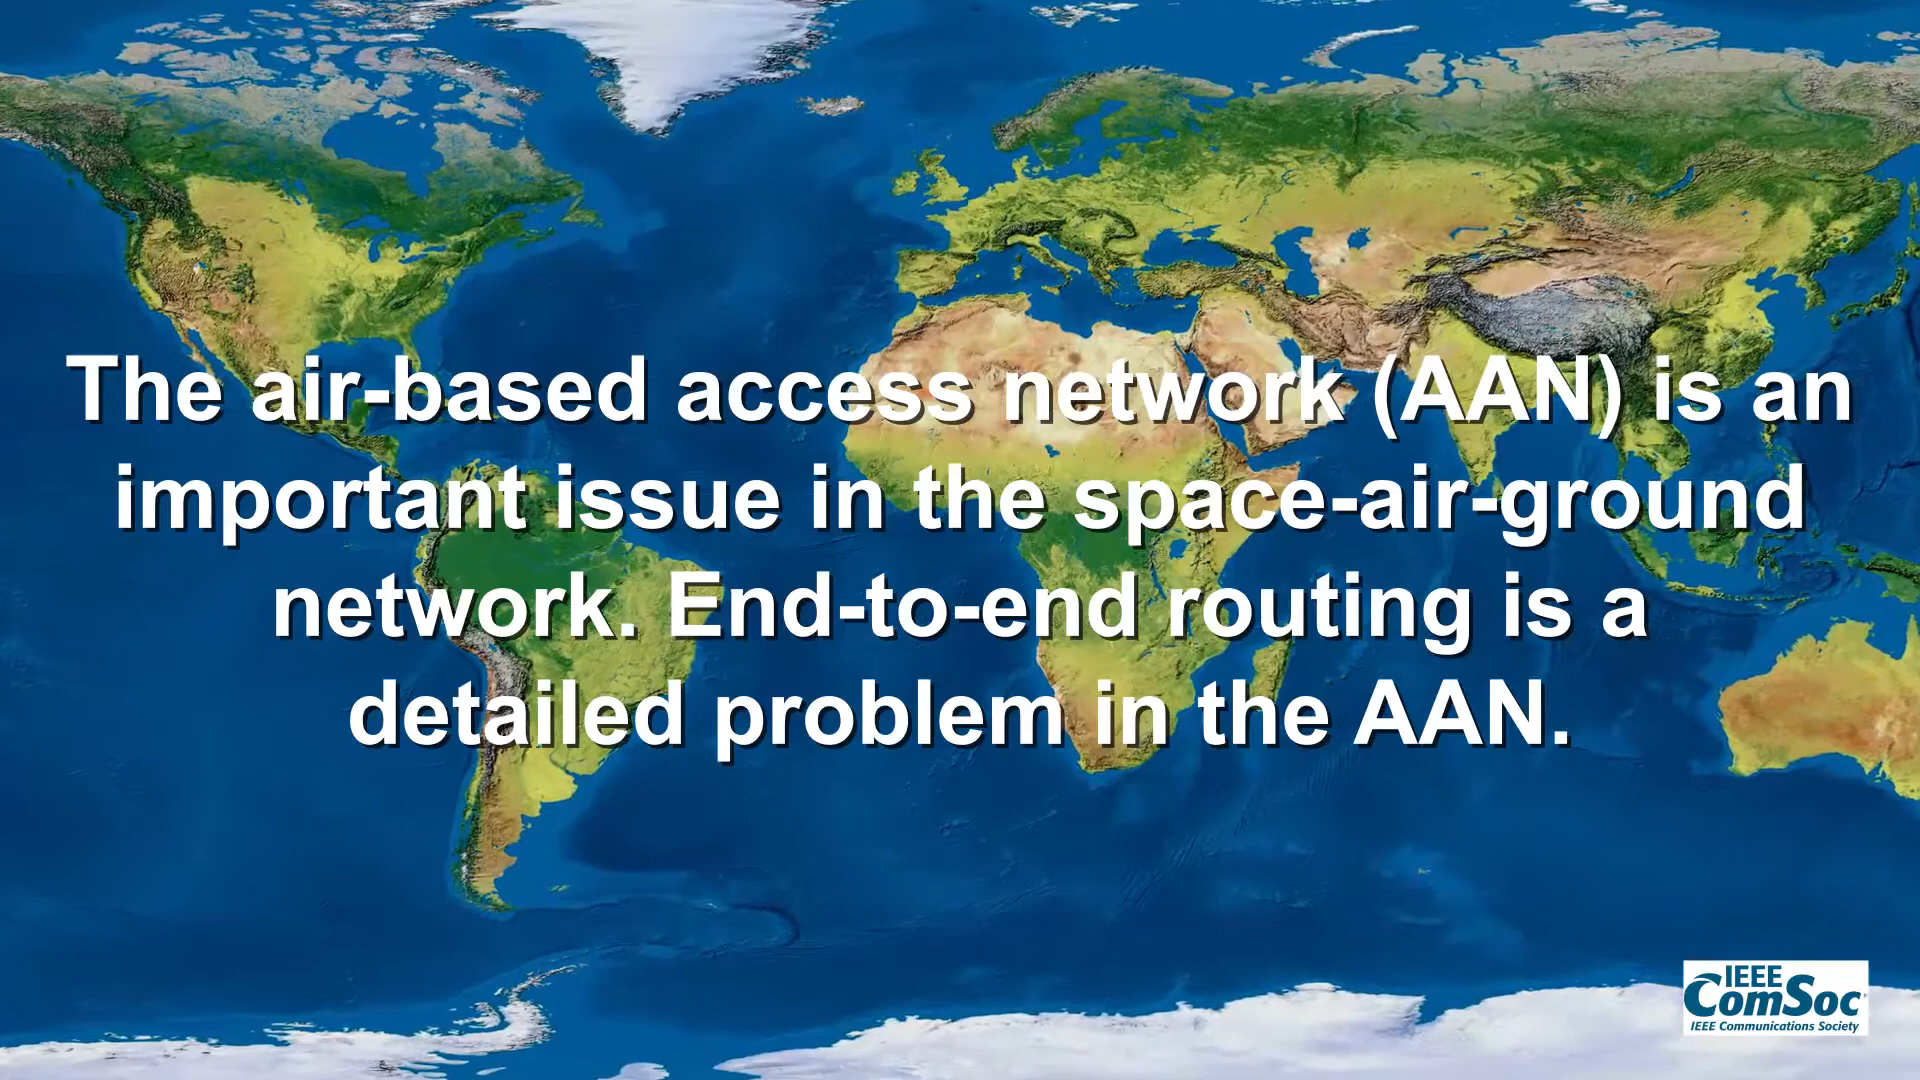 The air-based access network (AAN) is an
important issue in the space-air-ground
network. End-to-end routing is a
detailed problem in the AAN.
IEEE
ComSoc
IEEE Communications Society